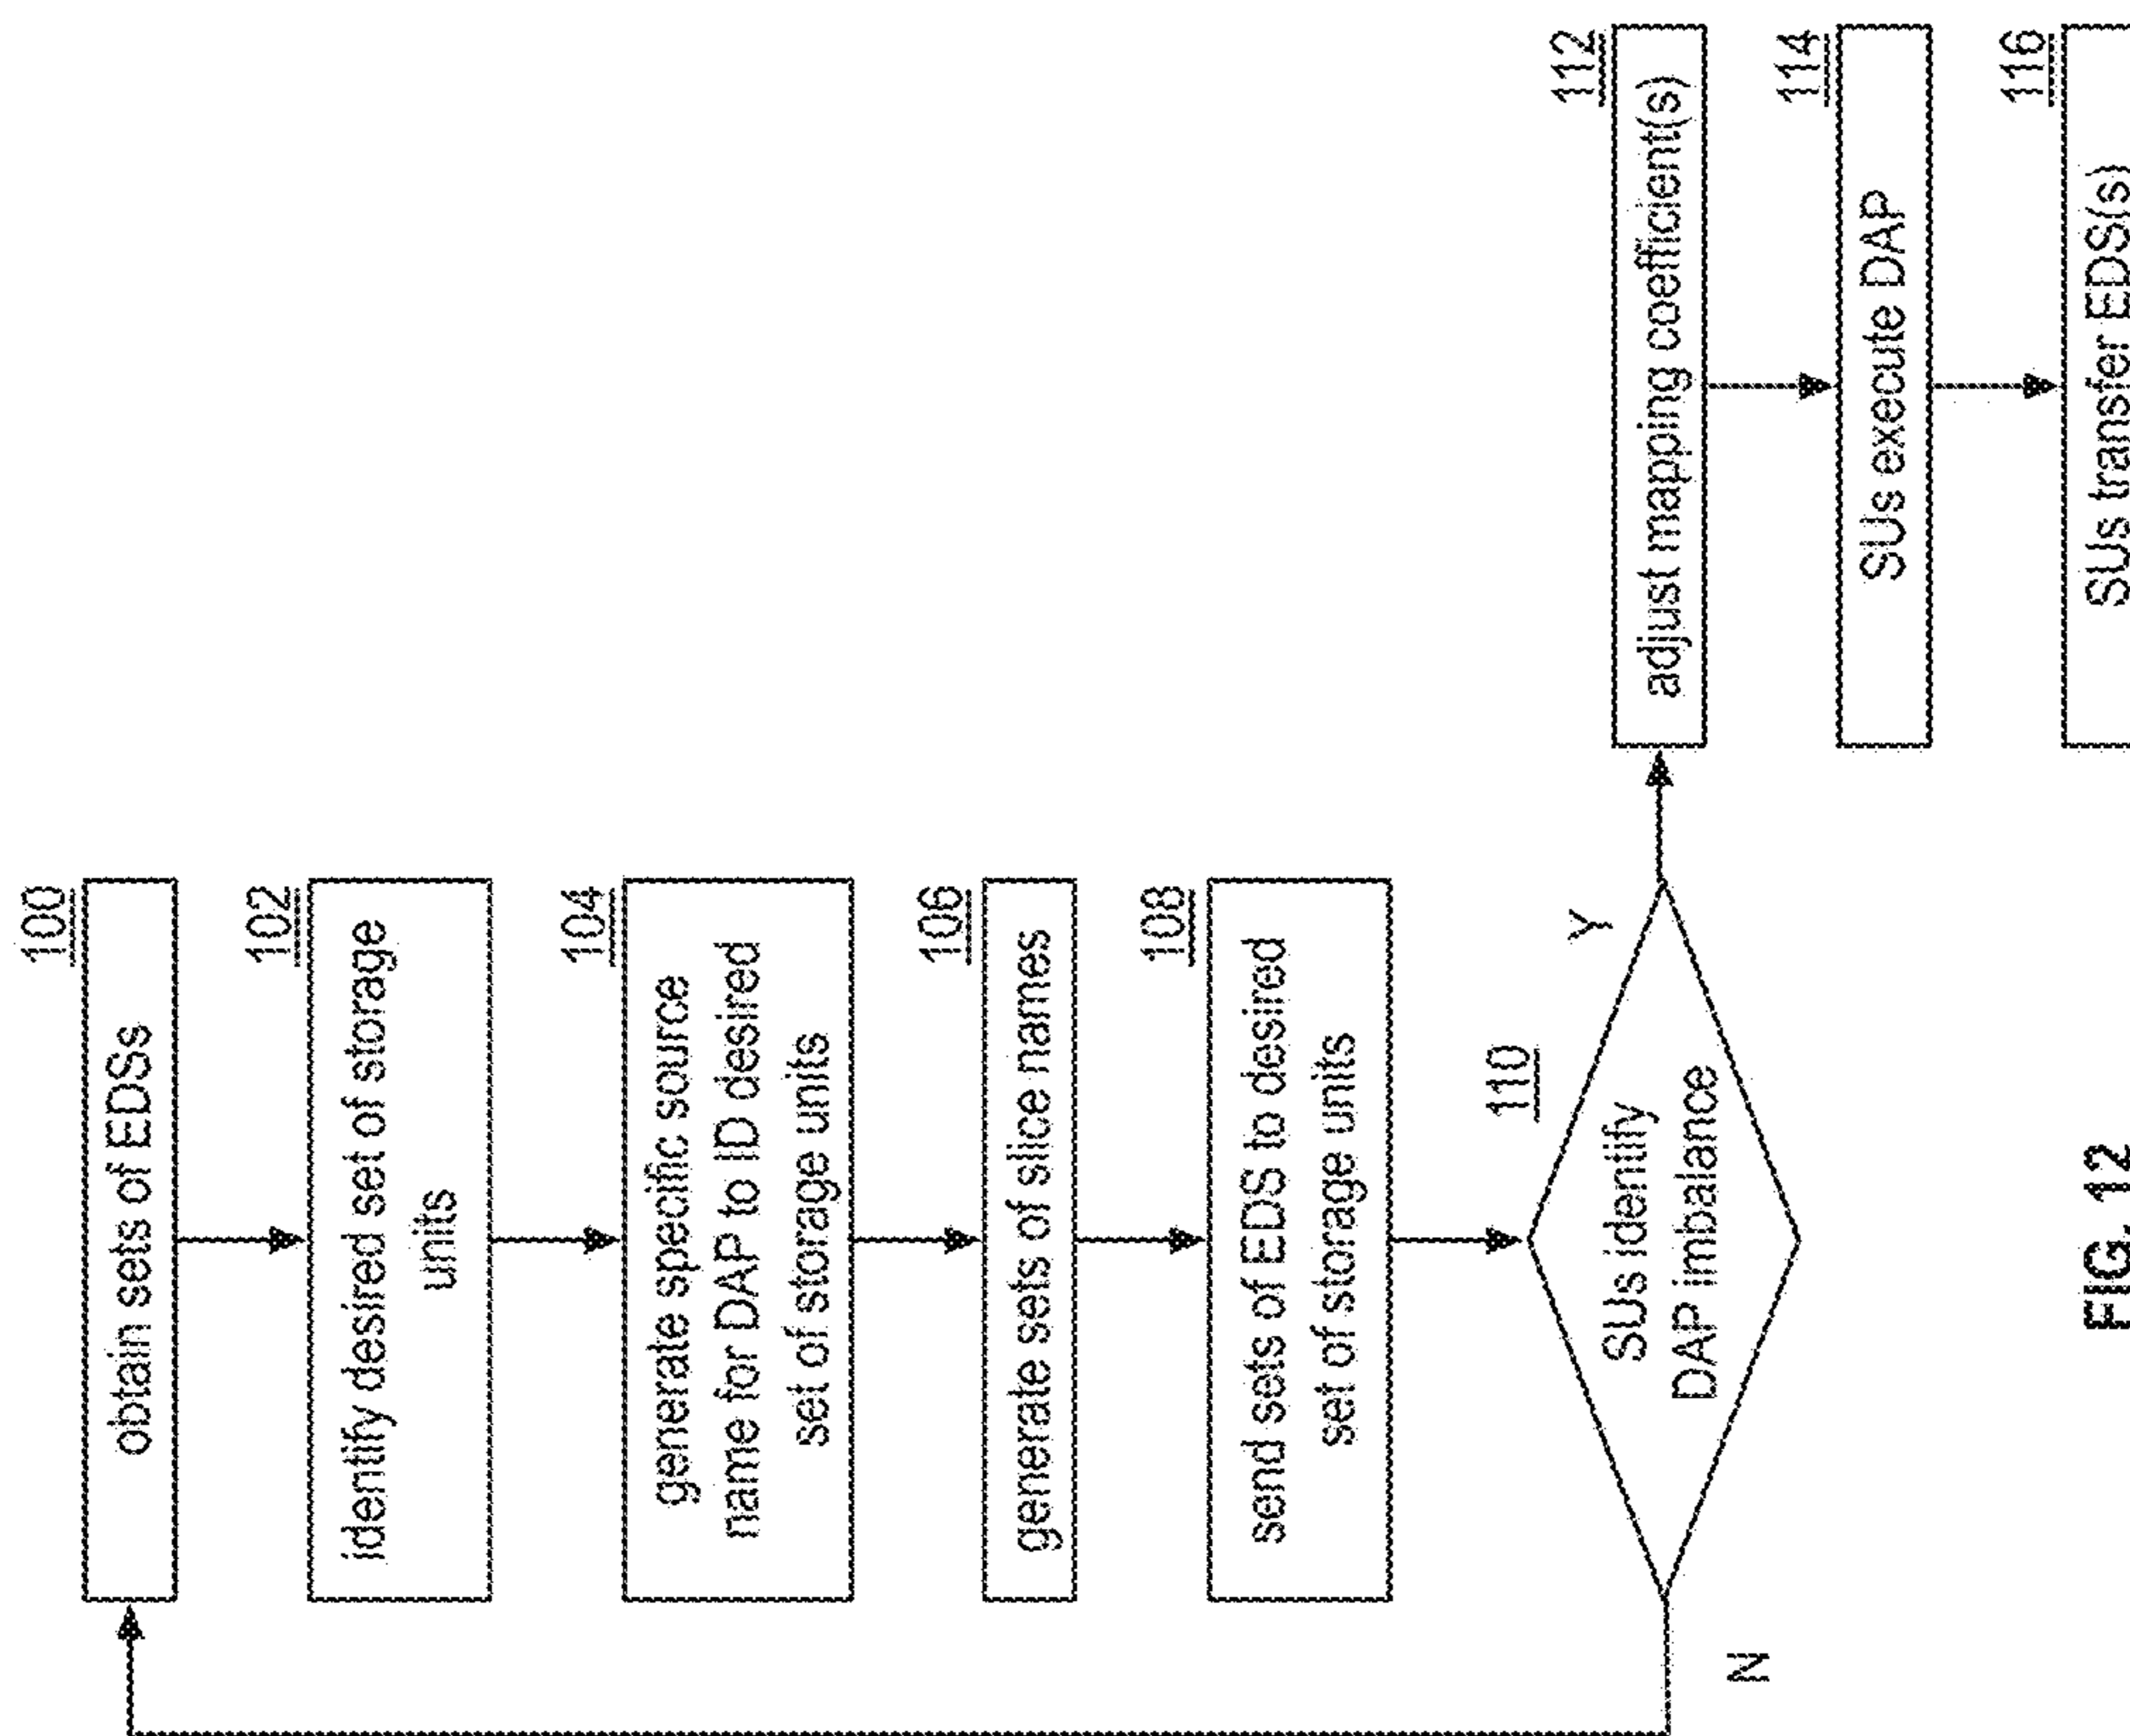 100
obtain sets of EDSs
102
identify desired set of storage
units
104
generate specific source
name for DAP to ID desired
set of storage units
106
generate sets of slice names
108
send sets of EDS to desired
set of storage units
110
SUs identify
DAP imbalance
Y
N
112
adjust mapping coefficient(s)
114
SUs execute DAP
116
SUs transfer EDS(s)
FIG. 12